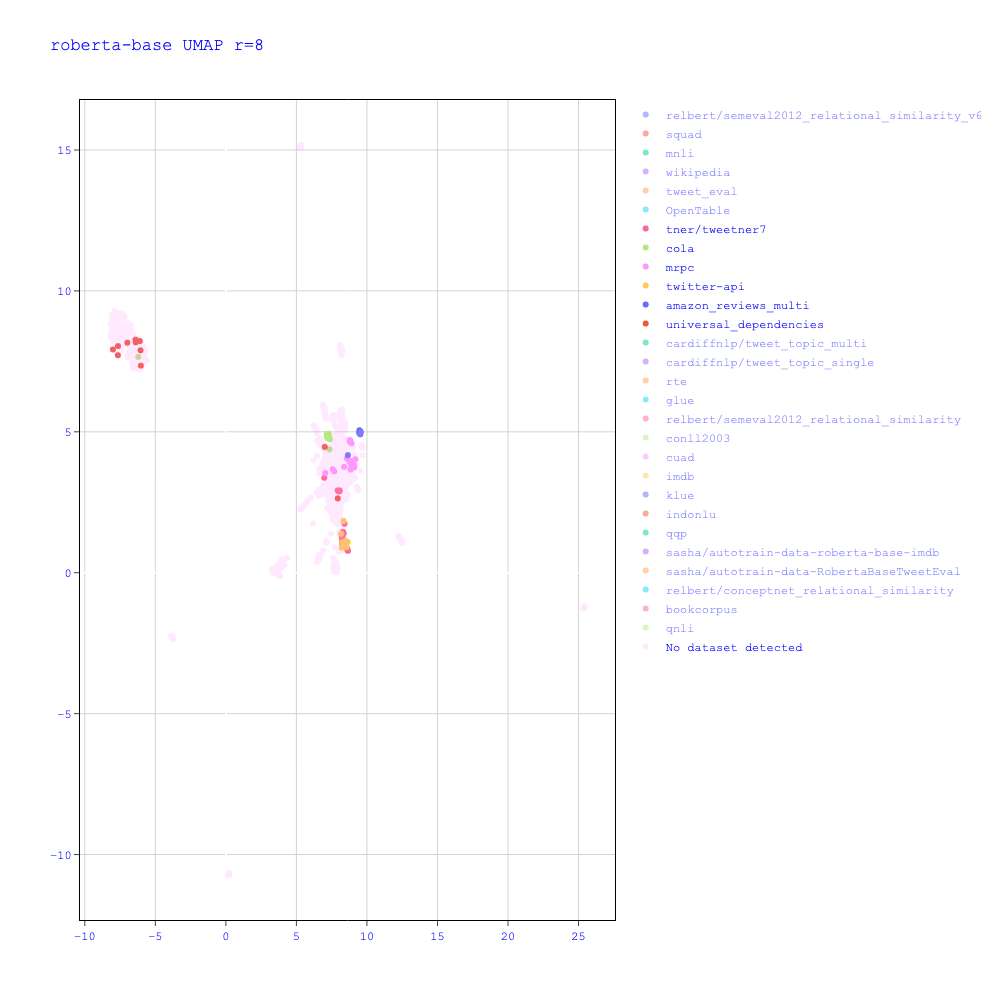 roberta-base UMAP r=8
relbert/semeval2012_relational_similarity_v6
squad
mnli
wikipedia
tweet_eval
OpenTable
tner/tweetner7
cola
mrpc
twitter-api
amazon_reviews_multi
universal_dependencies
cardiffnlp/tweet_topic_multi
cardiffnlp/tweet_topic_single
rte
glue
relbert/semeval2012_relational_similarity
conll2003
cuad
imdb
klue
indonlu
qqp
sasha/autotrain-data-roberta-base-imdb
sasha/autotrain-data-RobertaBaseTweetEval
relbert/conceptnet_relational_similarity
bookcorpus
qnli
No dataset detected
15
10
5
0
−5
−10
−10 −5 0 5 10 15 20 25